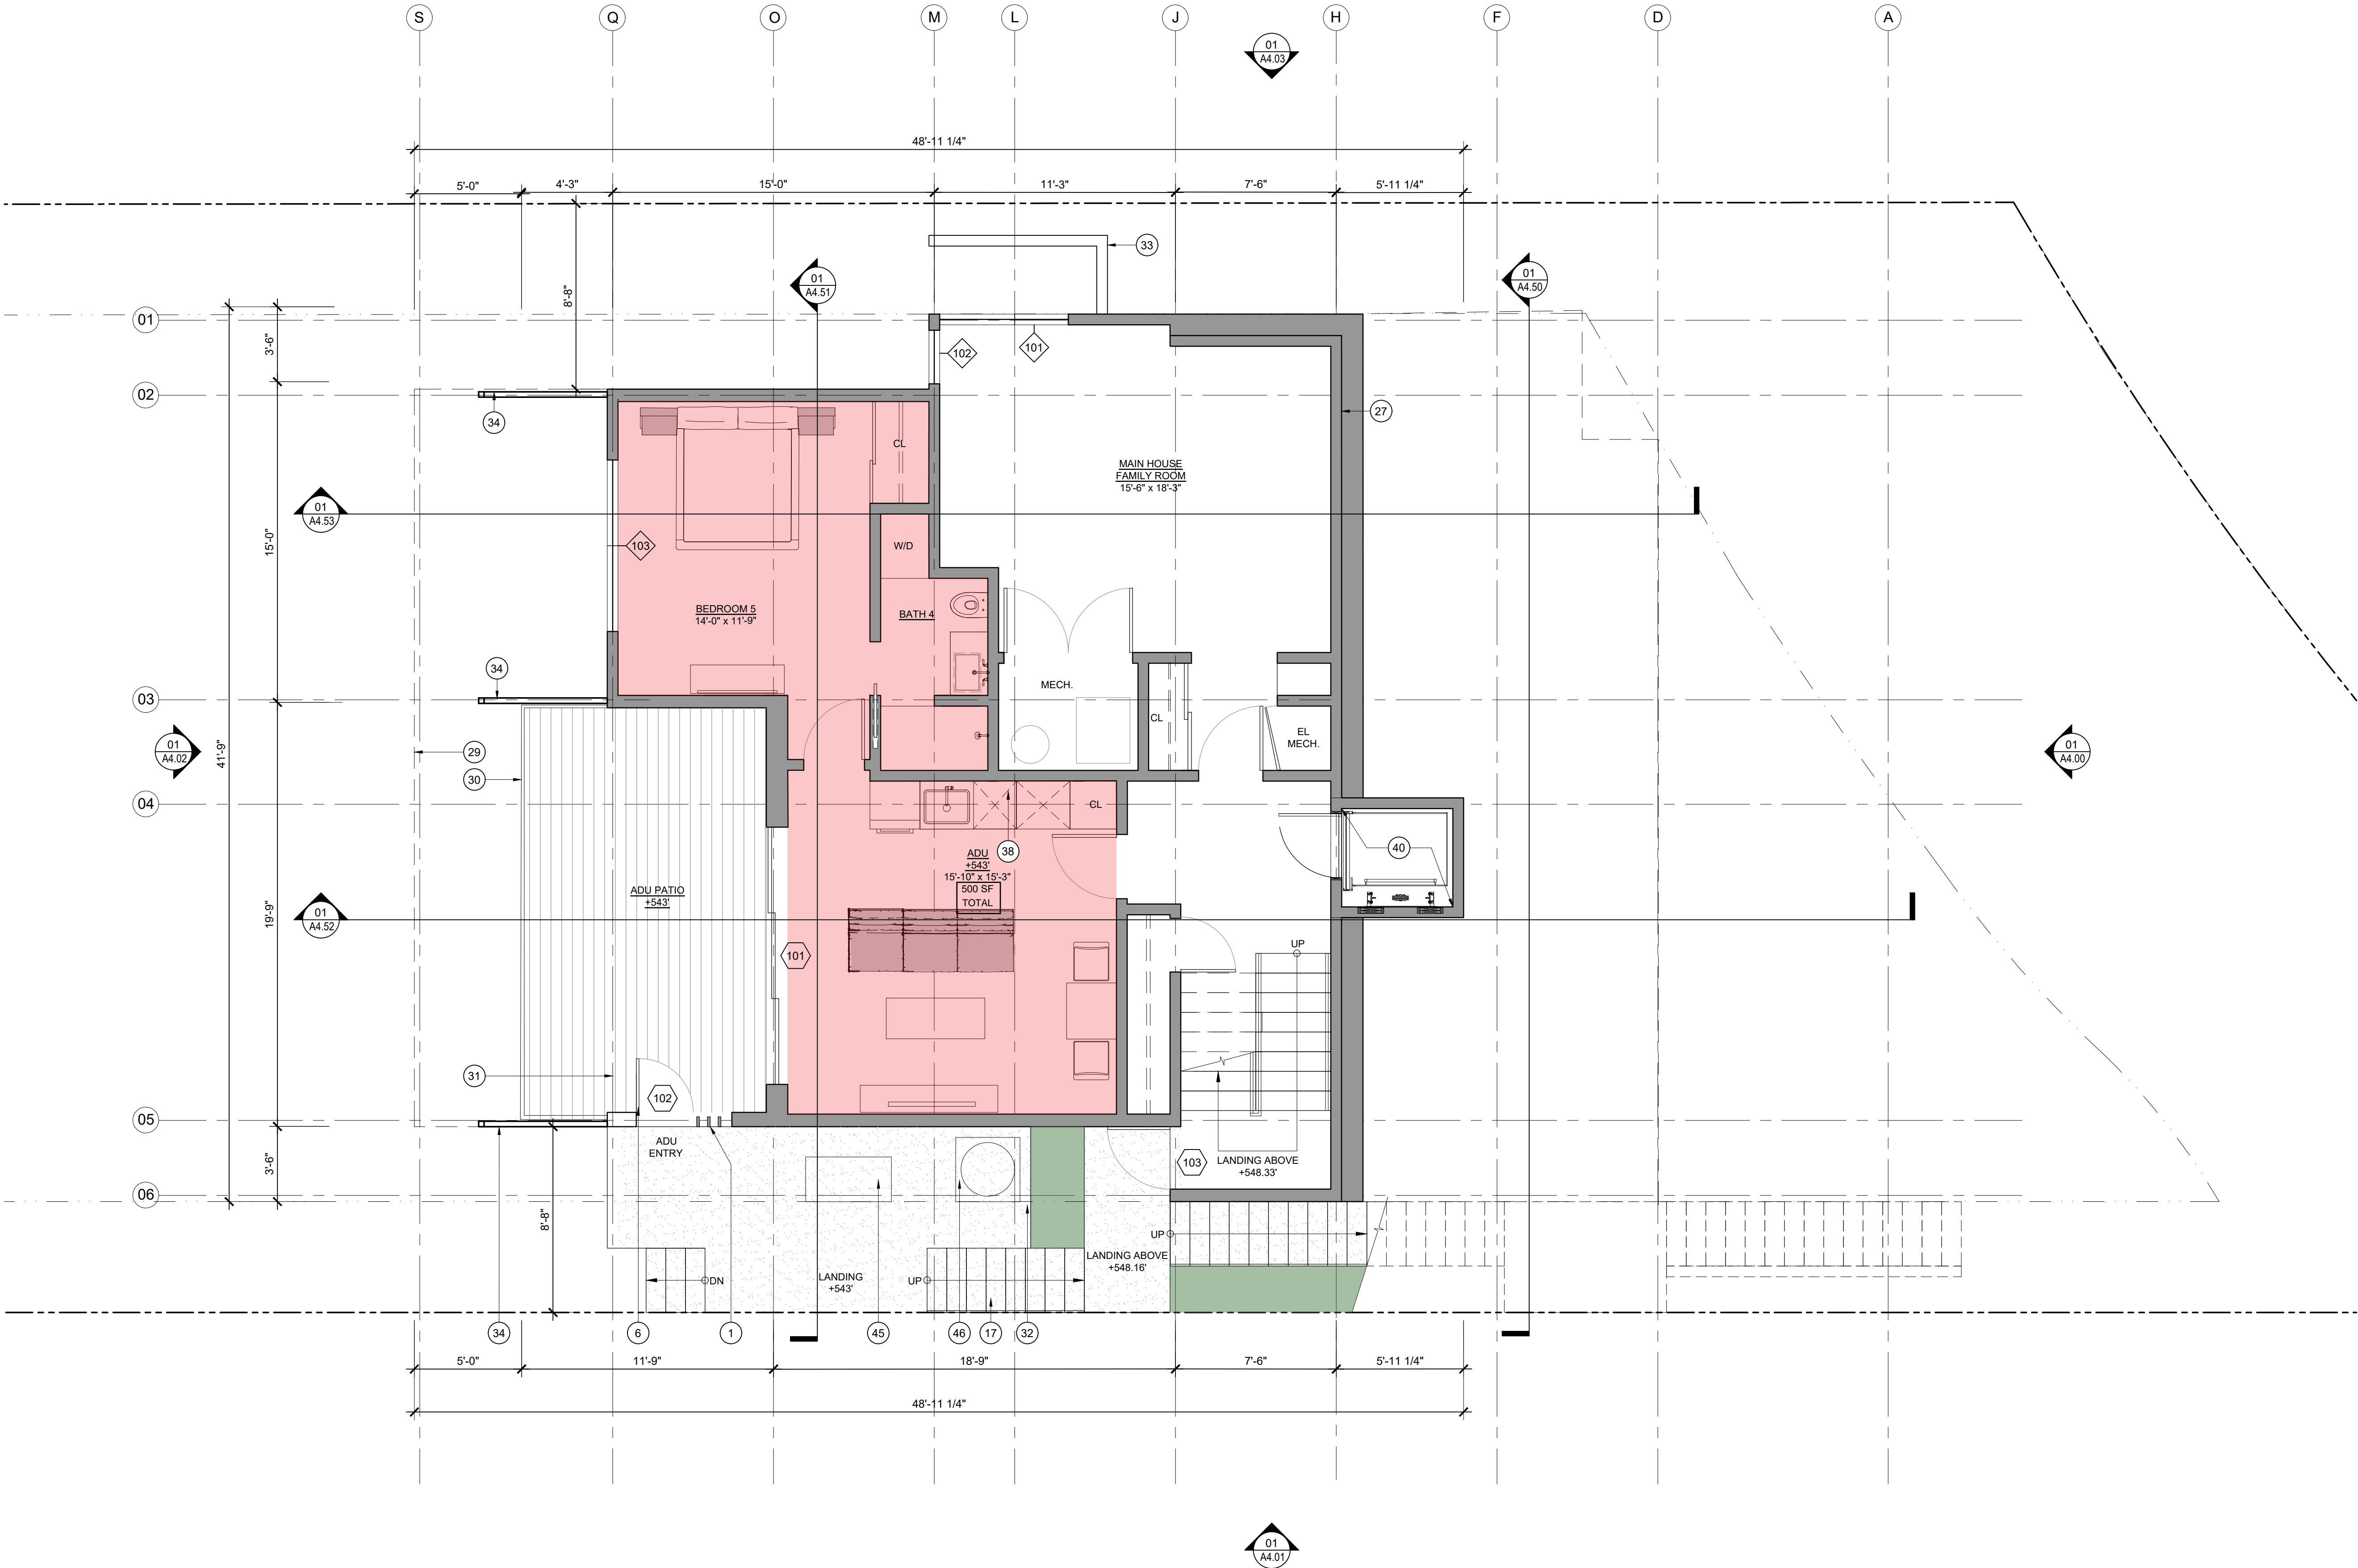 S
Q
O
M
L
J
H
F
D
A
01
A4.03
48'-11 1/4"
5'-0"
4'-3"
15'-0"
11'-3"
7'-6"
5'-11 1/4"
33
01
A4.51
01
A4.50
8'-8"
01
3'-6"
102
101
02
34
27
CL
MAIN HOUSE
FAMILY ROOM
15'-6" x 18'-3"
01
A4.53
15'-0"
103
W/D
BEDROOM 5
14'-0" x 11'-9"
BATH 4
34
MECH.
03
CL
EL
MECH.
01
A4.02
41'-9"
29
30
01
A4.00
04
CL
38
40
ADU
+543'
15'-10" x 15'-3"
500 SF
TOTAL
ADU PATIO
+543'
01
A4.52
19'-9"
101
UP
31
102
05
ADU
ENTRY
103
LANDING ABOVE
+548.33'
3'-6"
06
8'-8"
UP
LANDING ABOVE
+548.16'
DN
LANDING
+543'
UP
34
6
1
45
46
17
32
5'-0"
11'-9"
18'-9"
7'-6"
5'-11 1/4"
48'-11 1/4"
01
A4.01